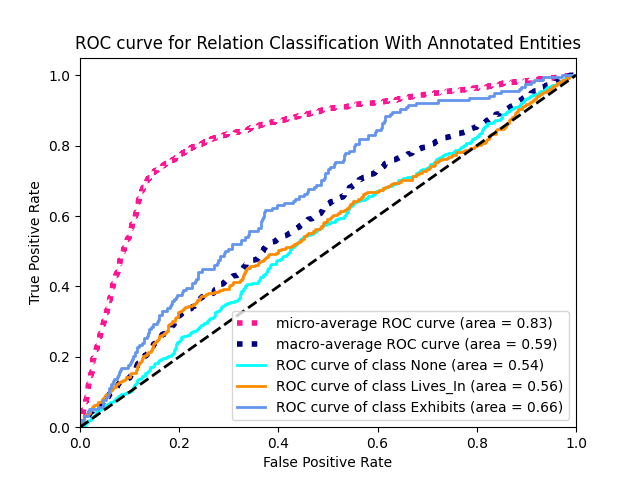 ROC curve for Relation Classification With Annotated Entities
True Positive Rate
1.0
0.8
0.6
0.4
0.2
0.0
micro-average ROC curve (area = 0.83)
macro-average ROC curve (area = 0.59)
ROC curve of class None (area = 0.54)
ROC curve of class Lives_In (area = 0.56)
ROC curve of class Exhibits (area = 0.66)
0.0 0.2 0.4 0.6 0.8 1.0
False Positive Rate